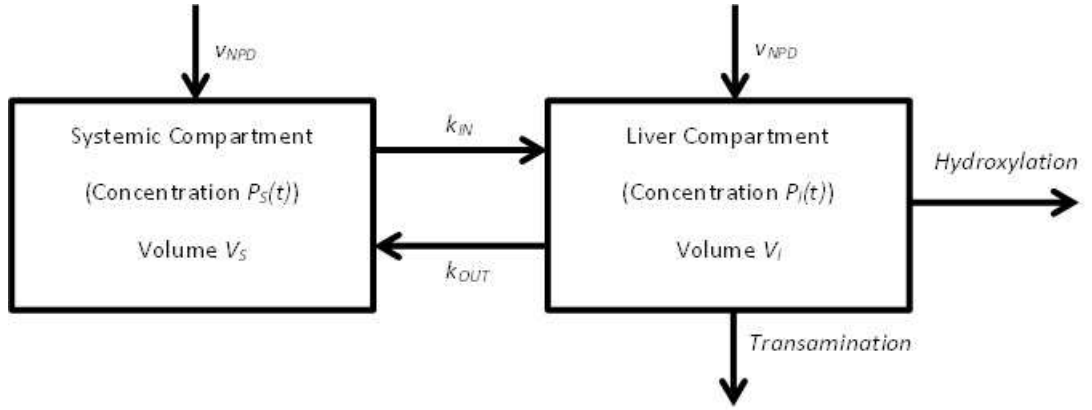 v_NPD
v_NPD
Systemic Compartment
(Concentration P_S(t))
Volume V_S
k_IN
k_OUT
Liver Compartment
(Concentration P_l(t))
Volume V_l
Hydroxylation
Transamination